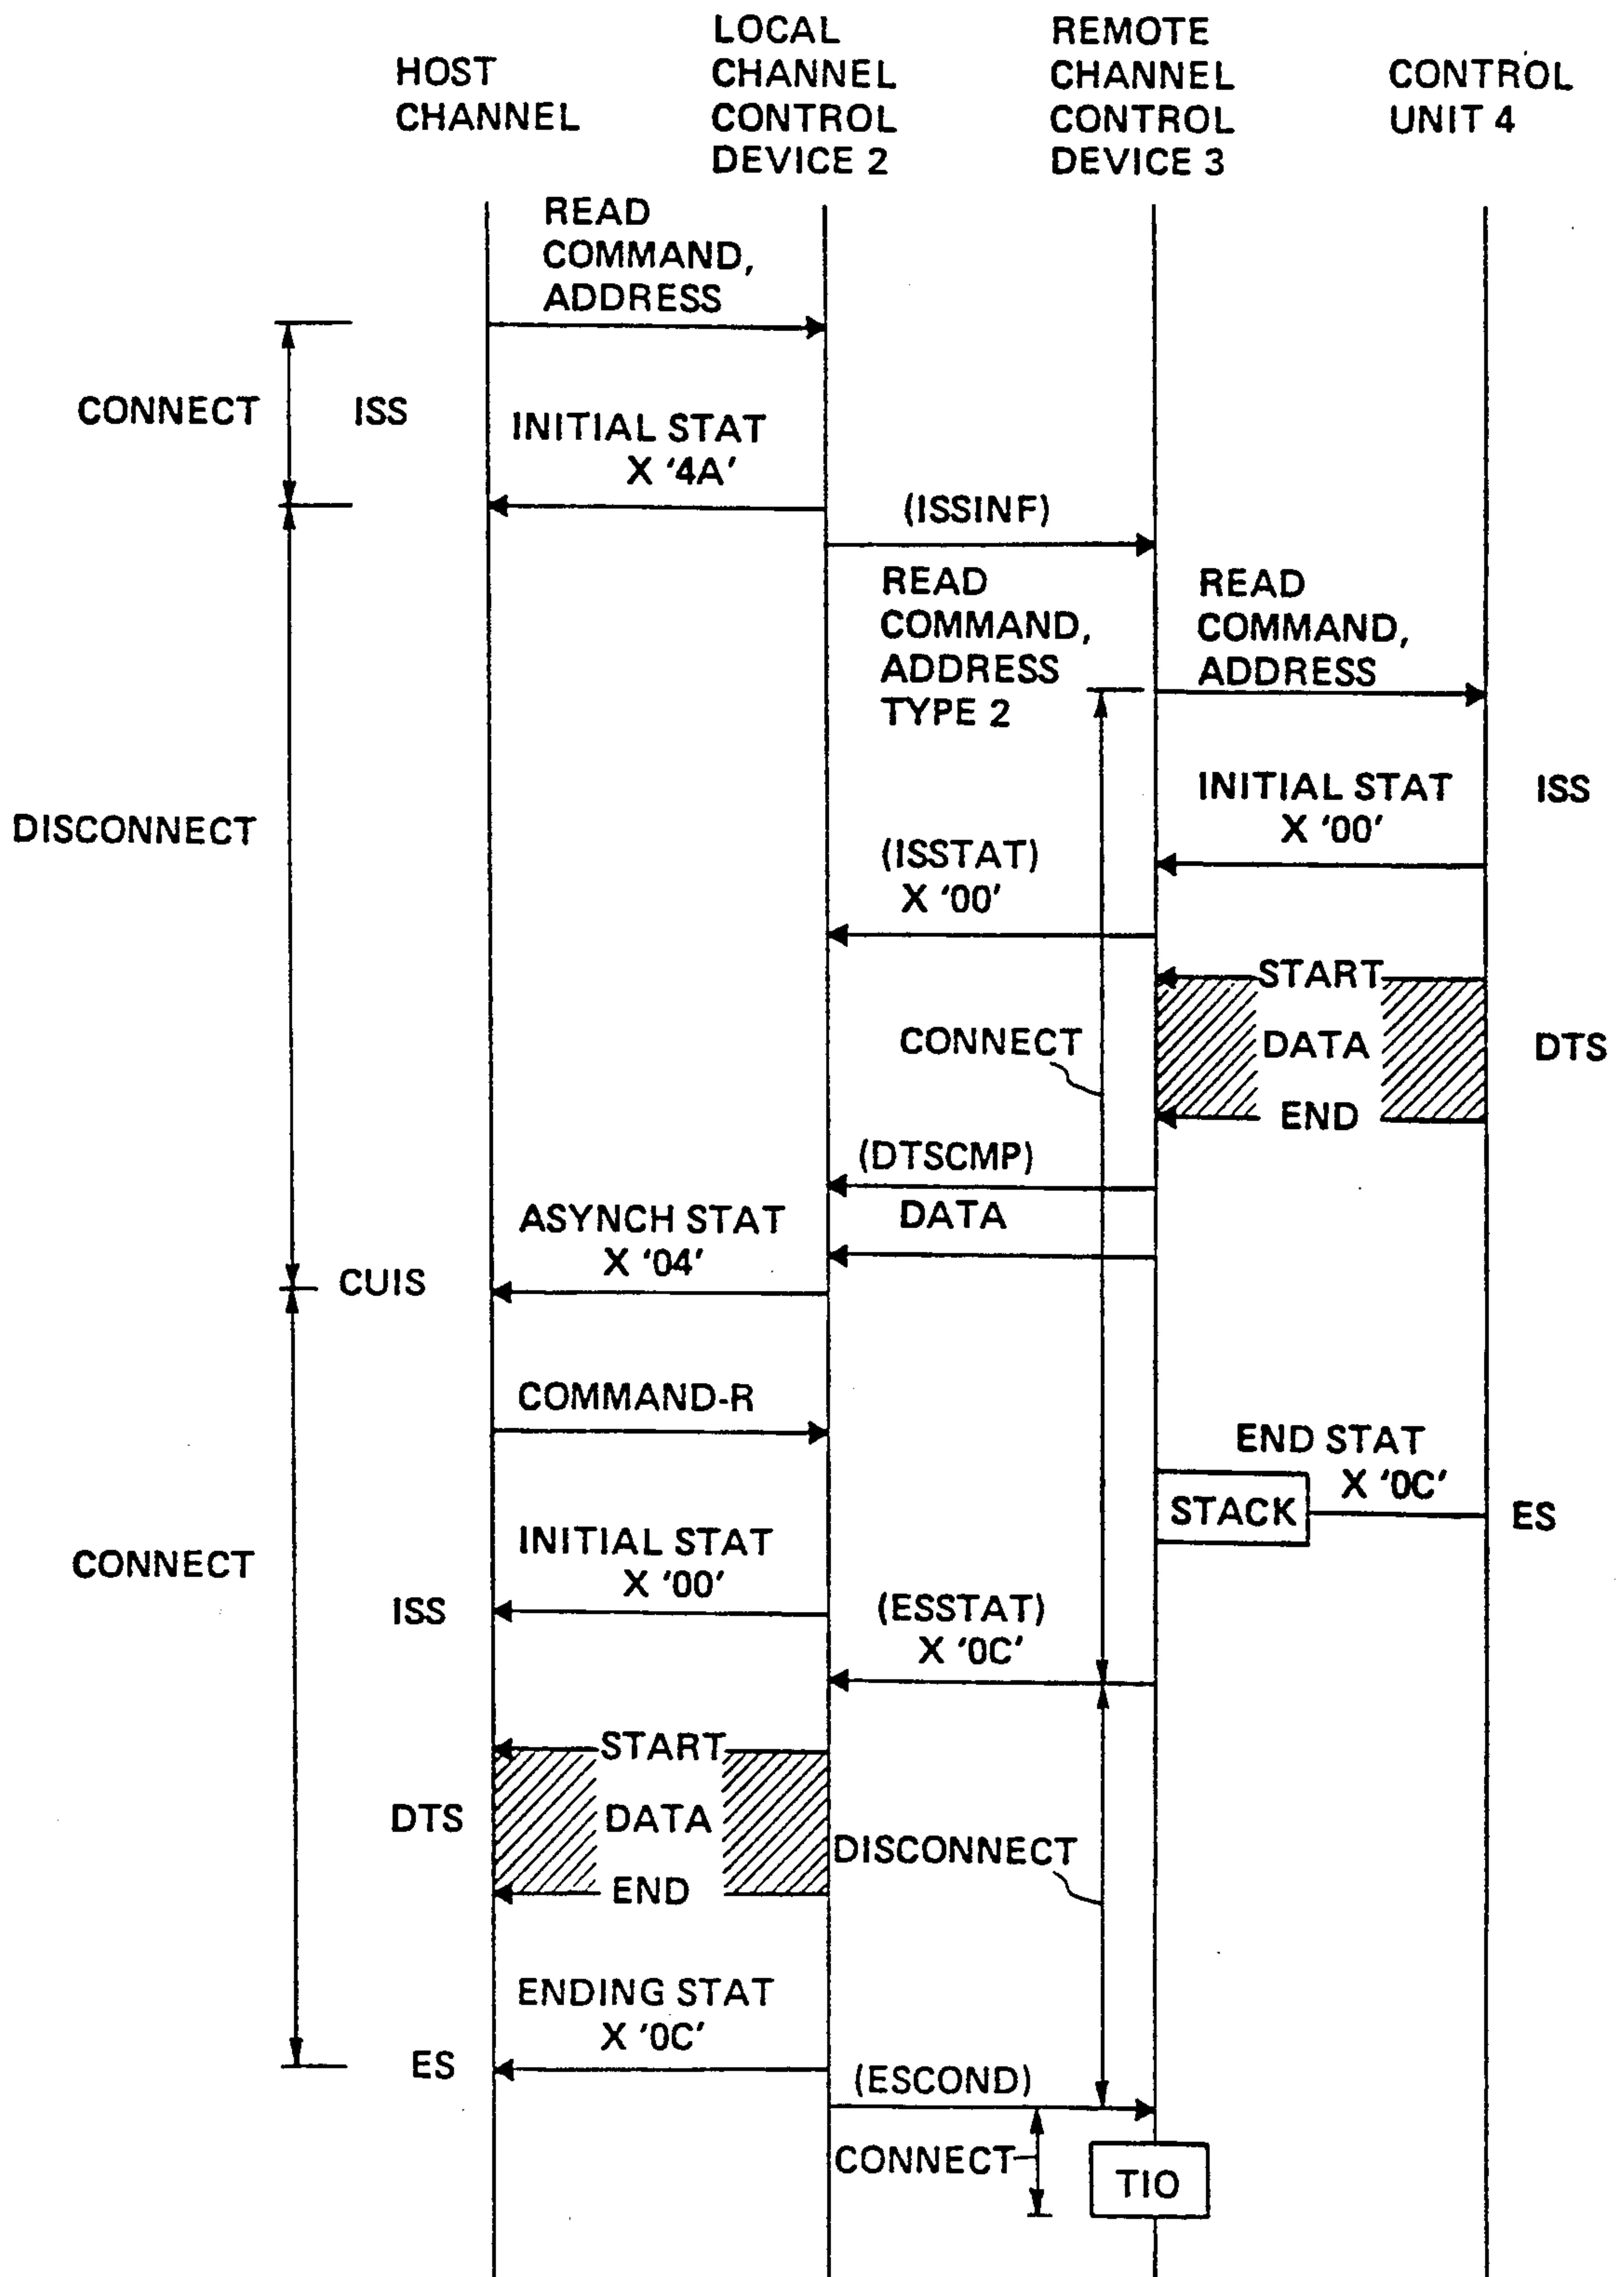 HOST
CHANNEL
LOCAL
CHANNEL
CONTROL
DEVICE 2
REMOTE
CHANNEL
CONTROL
DEVICE 3
CONTROL
UNIT 4
READ
COMMAND,
ADDRESS
CONNECT
ISS
INITIAL STAT
X '4A'
(ISSINF)
READ
COMMAND,
ADDRESS
TYPE 2
READ
COMMAND,
ADDRESS
DISCONNECT
INITIAL STAT
X '00'
ISS
(ISSTAT)
X '00'
START
DATA
END
DTS
CONNECT
(DTSCMP)
DATA
ASYNCH STAT
X '04'
CUIS
COMMAND-R
END STAT
X '0C'
STACK
ES
CONNECT
INITIAL STAT
X '00'
ISS
(ESSTAT)
X '0C'
START
DATA
END
DTS
DISCONNECT
ENDING STAT
X '0C'
ES
(ESCOND)
CONNECT
TIO